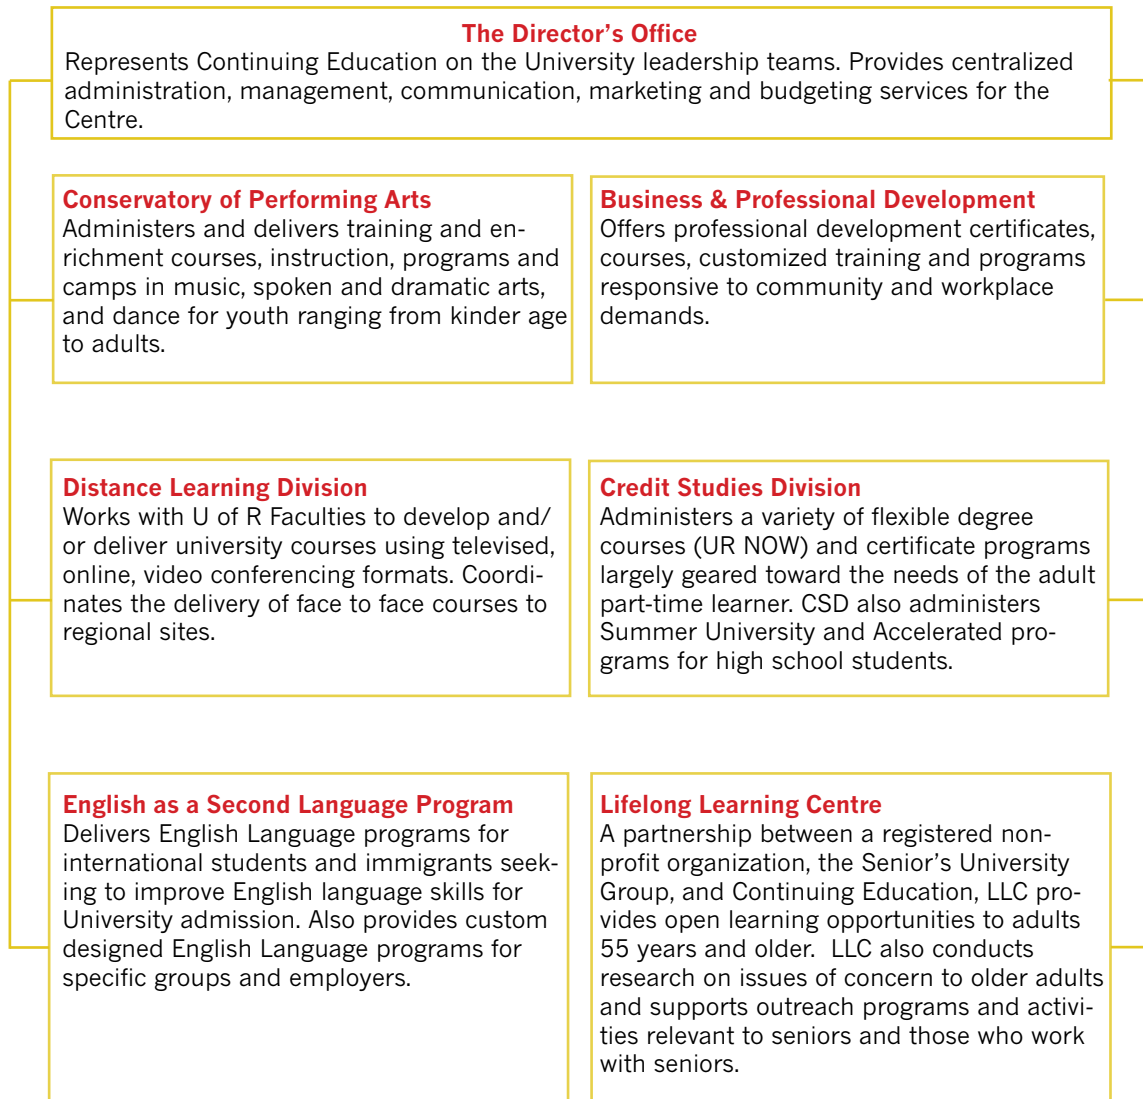 The Director’s Office
Represents Continuing Education on the University leadership teams. Provides centralized
administration, management, communication, marketing and budgeting services for the
Centre.
Conservatory of Performing Arts
Administers and delivers training and en-
richment courses, instruction, programs and
camps in music, spoken and dramatic arts,
and dance for youth ranging from kinder age
to adults.
Business & Professional Development
Offers professional development certificates,
courses, customized training and programs
responsive to community and workplace
demands.
Distance Learning Division
Works with U of R Faculties to develop and/
or deliver university courses using televised,
online, video conferencing formats. Coordi-
nates the delivery of face to face courses to
regional sites.
Credit Studies Division
Administers a variety of flexible degree
courses (UR NOW) and certificate programs
largely geared toward the needs of the adult
part-time learner. CSD also administers
Summer University and Accelerated pro-
grams for high school students.
English as a Second Language Program
Delivers English Language programs for
international students and immigrants seek-
ing to improve English language skills for
University admission. Also provides custom
designed English Language programs for
specific groups and employers.
Lifelong Learning Centre
A partnership between a registered non-
profit organization, the Senior’s University
Group, and Continuing Education, LLC pro-
vides open learning opportunities to adults
55 years and older.  LLC also conducts
research on issues of concern to older adults
and supports outreach programs and activi-
ties relevant to seniors and those who work
with seniors.